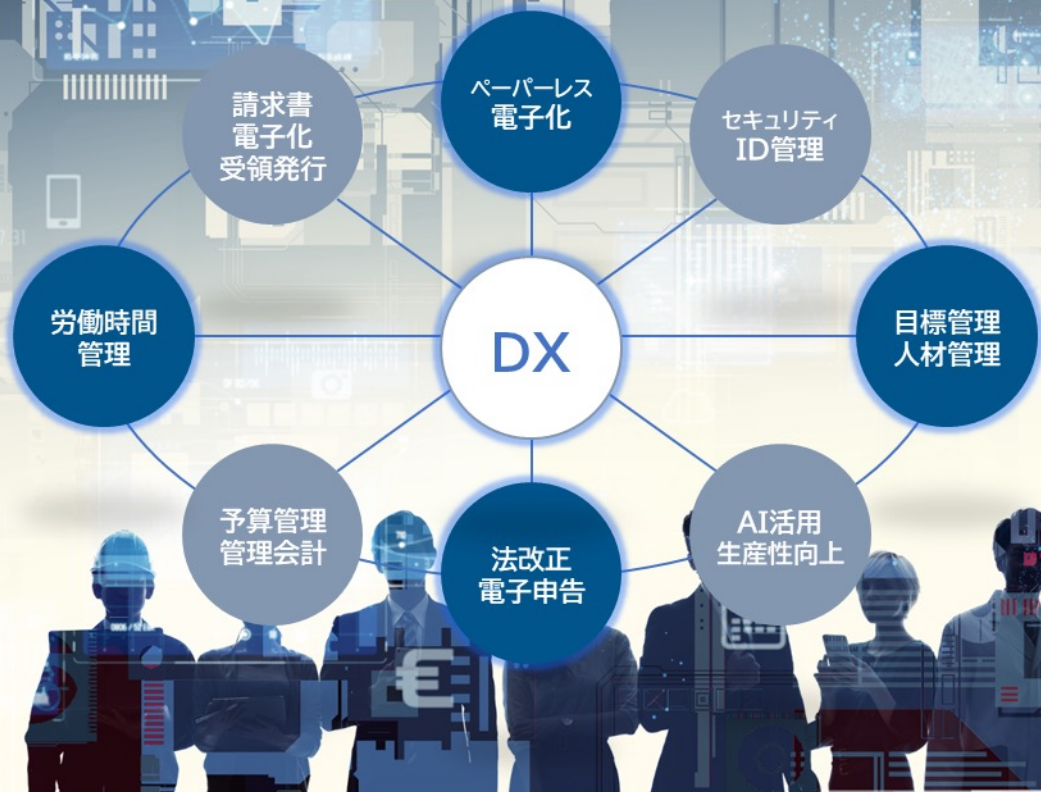 ペーパーレス
電子化
請求書
電子化
受領発行
セキュリティ
ID管理
労働時間
管理
DX
目標管理
人材管理
予算管理
管理会計
法改正
電子申告
AI活用
生産性向上
€